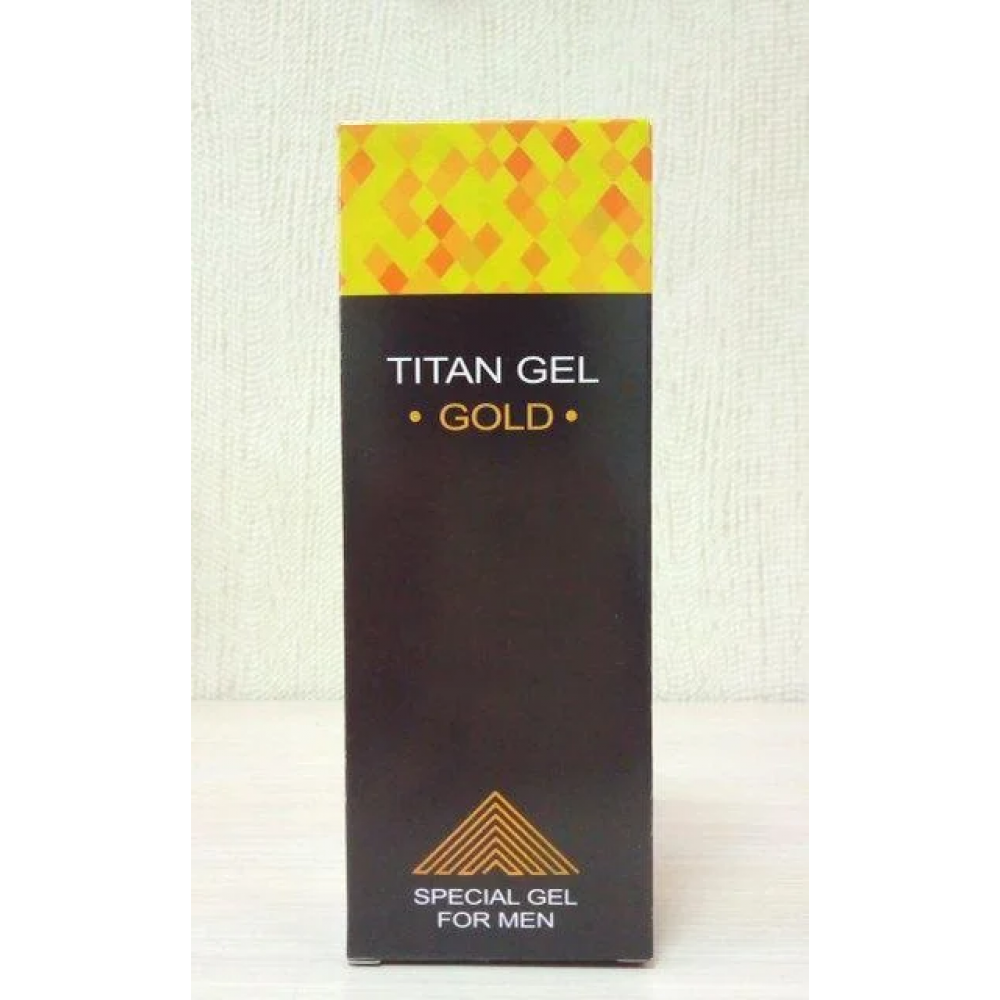 TITAN GEL
• GOLD •
SPECIAL GEL
FOR MEN